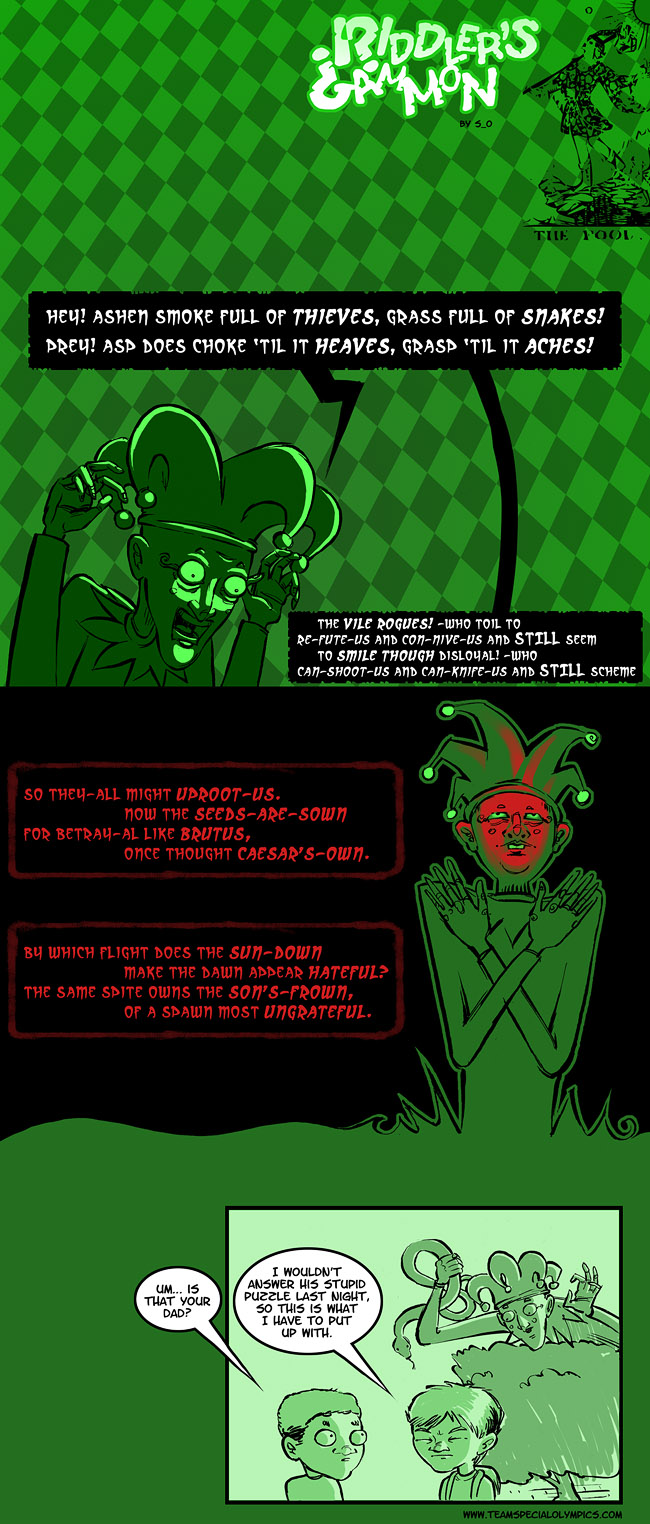 RIDDLER'S
GAMMON
BY S_O
THE FOOL.
HEY! ASHEN SMOKE FULL OF THIEVES, GRASS FULL OF SNAKES!
PREY! ASP DOES CHOKE 'TIL IT HEAVES, GRASP 'TIL IT ACHES!
THE VILE ROGUES! -WHO TOIL TO
RE-FUTE-US AND CON-NIVE-US AND STILL SEEM
TO SMILE THOUGH DISLOYAL! -WHO
CAN-SHOOT-US AND CAN-KNIFE-US AND STILL SCHEME
SO THEY-ALL MIGHT UPROOT-US.
NOW THE SEEDS-ARE-SOWN
FOR BETRAY-AL LIKE BRUTUS,
ONCE THOUGHT CAESAR'S-OWN.
BY WHICH FLIGHT DOES THE SUN-DOWN
MAKE THE DAWN APPEAR HATEFUL?
THE SAME SPITE OWNS THE SON'S-FROWN,
OF A SPAWN MOST UNGRATEFUL.
UM... IS
THAT YOUR
DAD?
I WOULDN'T
ANSWER HIS STUPID
PUZZLE LAST NIGHT,
SO THIS IS WHAT
I HAVE TO PUT
UP WITH.
WWW.TEAMSPECIALOLYMPICS.COM